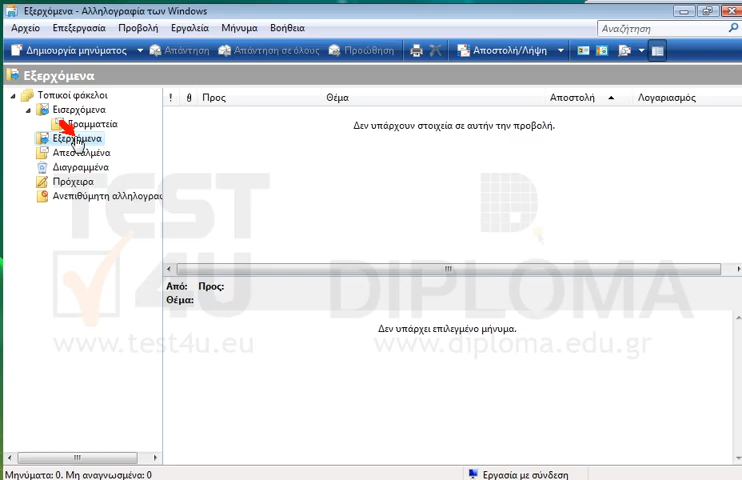 Εξερχόμενα - Αλληλογραφία των Windows
Αρχείο Επεξεργασία Προβολή Εργαλεία Μήνυμα Βοήθεια Αναζήτηση
Δημιουργία μηνύματος Απάντηση Απάντηση σε όλους Προώθηση Αποστολή/Λήψη
Εξερχόμενα
Τοπικοί φάκελοι
Εισερχόμενα
Γραμματεία
Εξερχόμενα
Απεσταλμένα
Διαγραμμένα
Πρόχειρα
Ανεπιθύμητη αλληλογρα
! Προς Θέμα Αποστολή Λογαριασμός
Δεν υπάρχουν στοιχεία σε αυτήν την προβολή.
Από: Προς:
Θέμα:
Δεν υπάρχει επιλεγμένο μήνυμα.
TEST
4U
www.test4u.eu
DIPLOMA
www.diploma.edu.gr
Μηνύματα: 0. Μη αναγνωσμένα: 0 Εργασία με σύνδεση